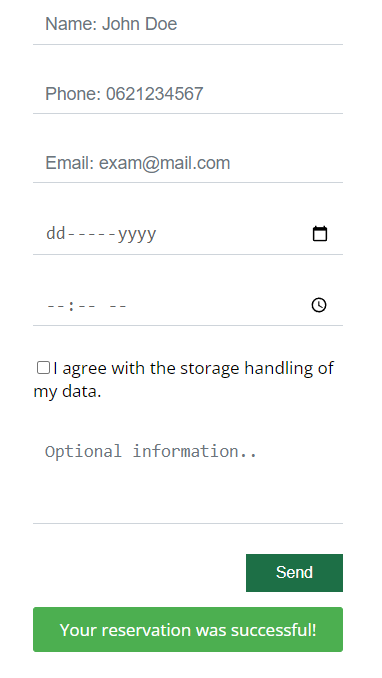 Name: John Doe
Phone: 0621234567
Email: exam@mail.com
dd-----yyyy
--:-- --
I agree with the storage handling of
my data.
Optional information..
Send
Your reservation was successful!